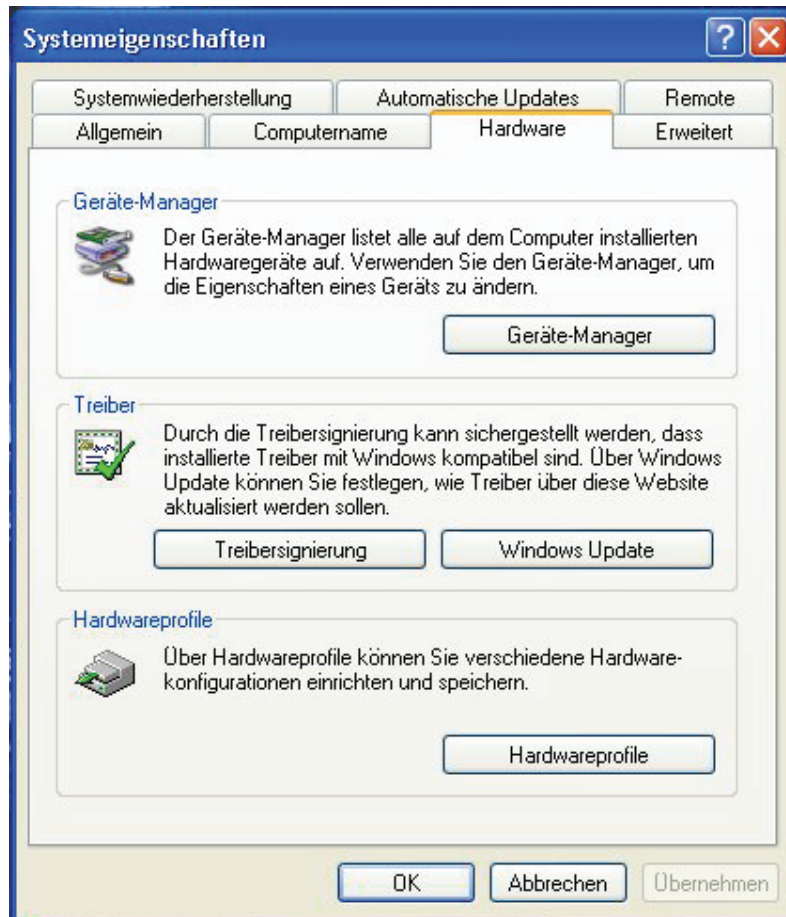 Systemeigenschaften
Systemwiederherstellung Automatische Updates Remote
Allgemein Computername Hardware Erweitert
Geräte-Manager
Der Geräte-Manager listet alle auf dem Computer installierten
Hardwaregeräte auf. Verwenden Sie den Geräte-Manager, um
die Eigenschaften eines Geräts zu ändern.
Geräte-Manager
Treiber
Durch die Treibersignierung kann sichergestellt werden, dass
installierte Treiber mit Windows kompatibel sind. Über Windows
Update können Sie festlegen, wie Treiber über diese Website
aktualisiert werden sollen.
Treibersignierung Windows Update
Hardwareprofile
Über Hardwareprofile können Sie verschiedene Hardware-
konfigurationen einrichten und speichern.
Hardwareprofile
OK Abbrechen Übernehmen